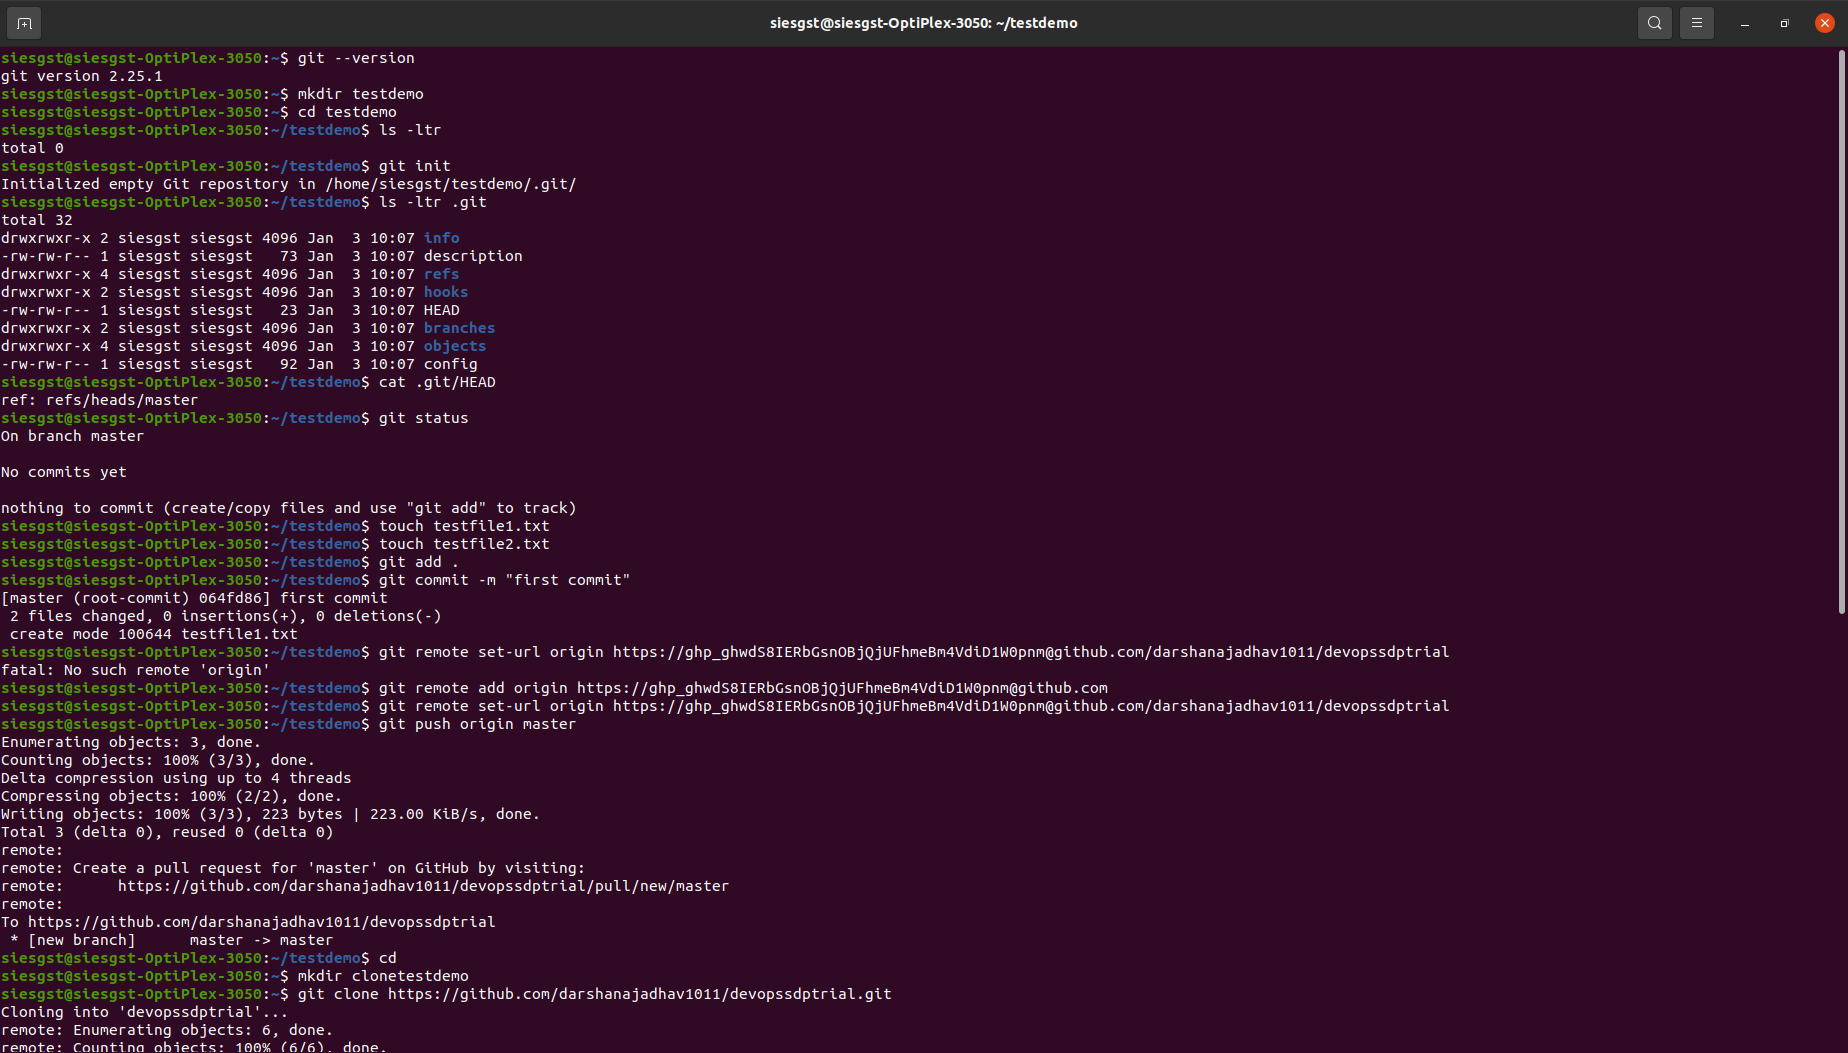 siesgst@siesgst-OptiPlex-3050: ~/testdemo
siesgst@siesgst-OptiPlex-3050:~$ git --version
git version 2.25.1
siesgst@siesgst-OptiPlex-3050:~$ mkdir testdemo
siesgst@siesgst-OptiPlex-3050:~$ cd testdemo
siesgst@siesgst-OptiPlex-3050:~/testdemo$ ls -ltr
total 0
siesgst@siesgst-OptiPlex-3050:~/testdemo$ git init
Initialized empty Git repository in /home/siesgst/testdemo/.git/
siesgst@siesgst-OptiPlex-3050:~/testdemo$ ls -ltr .git
total 32
drwxrwxr-x 2 siesgst siesgst 4096 Jan  3 10:07 info
-rw-rw-r-- 1 siesgst siesgst   73 Jan  3 10:07 description
drwxrwxr-x 4 siesgst siesgst 4096 Jan  3 10:07 refs
drwxrwxr-x 2 siesgst siesgst 4096 Jan  3 10:07 hooks
-rw-rw-r-- 1 siesgst siesgst   23 Jan  3 10:07 HEAD
drwxrwxr-x 2 siesgst siesgst 4096 Jan  3 10:07 branches
drwxrwxr-x 4 siesgst siesgst 4096 Jan  3 10:07 objects
-rw-rw-r-- 1 siesgst siesgst   92 Jan  3 10:07 config
siesgst@siesgst-OptiPlex-3050:~/testdemo$ cat .git/HEAD
ref: refs/heads/master
siesgst@siesgst-OptiPlex-3050:~/testdemo$ git status
On branch master

No commits yet

nothing to commit (create/copy files and use "git add" to track)
siesgst@siesgst-OptiPlex-3050:~/testdemo$ touch testfile1.txt
siesgst@siesgst-OptiPlex-3050:~/testdemo$ touch testfile2.txt
siesgst@siesgst-OptiPlex-3050:~/testdemo$ git add .
siesgst@siesgst-OptiPlex-3050:~/testdemo$ git commit -m "first commit"
[master (root-commit) 064fd86] first commit
 2 files changed, 0 insertions(+), 0 deletions(-)
 create mode 100644 testfile1.txt
siesgst@siesgst-OptiPlex-3050:~/testdemo$ git remote set-url origin https://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@github.com/darshanajadhav1011/devopssdptrial
fatal: No such remote 'origin'
siesgst@siesgst-OptiPlex-3050:~/testdemo$ git remote add origin https://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@github.com
siesgst@siesgst-OptiPlex-3050:~/testdemo$ git remote set-url origin https://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@github.com/darshanajadhav1011/devopssdptrial
siesgst@siesgst-OptiPlex-3050:~/testdemo$ git push origin master
Enumerating objects: 3, done.
Counting objects: 100% (3/3), done.
Delta compression using up to 4 threads
Compressing objects: 100% (2/2), done.
Writing objects: 100% (3/3), 223 bytes | 223.00 KiB/s, done.
Total 3 (delta 0), reused 0 (delta 0)
remote:
remote: Create a pull request for 'master' on GitHub by visiting:
remote:      https://github.com/darshanajadhav1011/devopssdptrial/pull/new/master
remote:
To https://github.com/darshanajadhav1011/devopssdptrial
 * [new branch]      master -> master
siesgst@siesgst-OptiPlex-3050:~/testdemo$ cd
siesgst@siesgst-OptiPlex-3050:~$ mkdir clonetestdemo
siesgst@siesgst-OptiPlex-3050:~$ git clone https://github.com/darshanajadhav1011/devopssdptrial.git
Cloning into 'devopssdptrial'...
remote: Enumerating objects: 6, done.
remote: Counting objects: 100% (6/6), done.